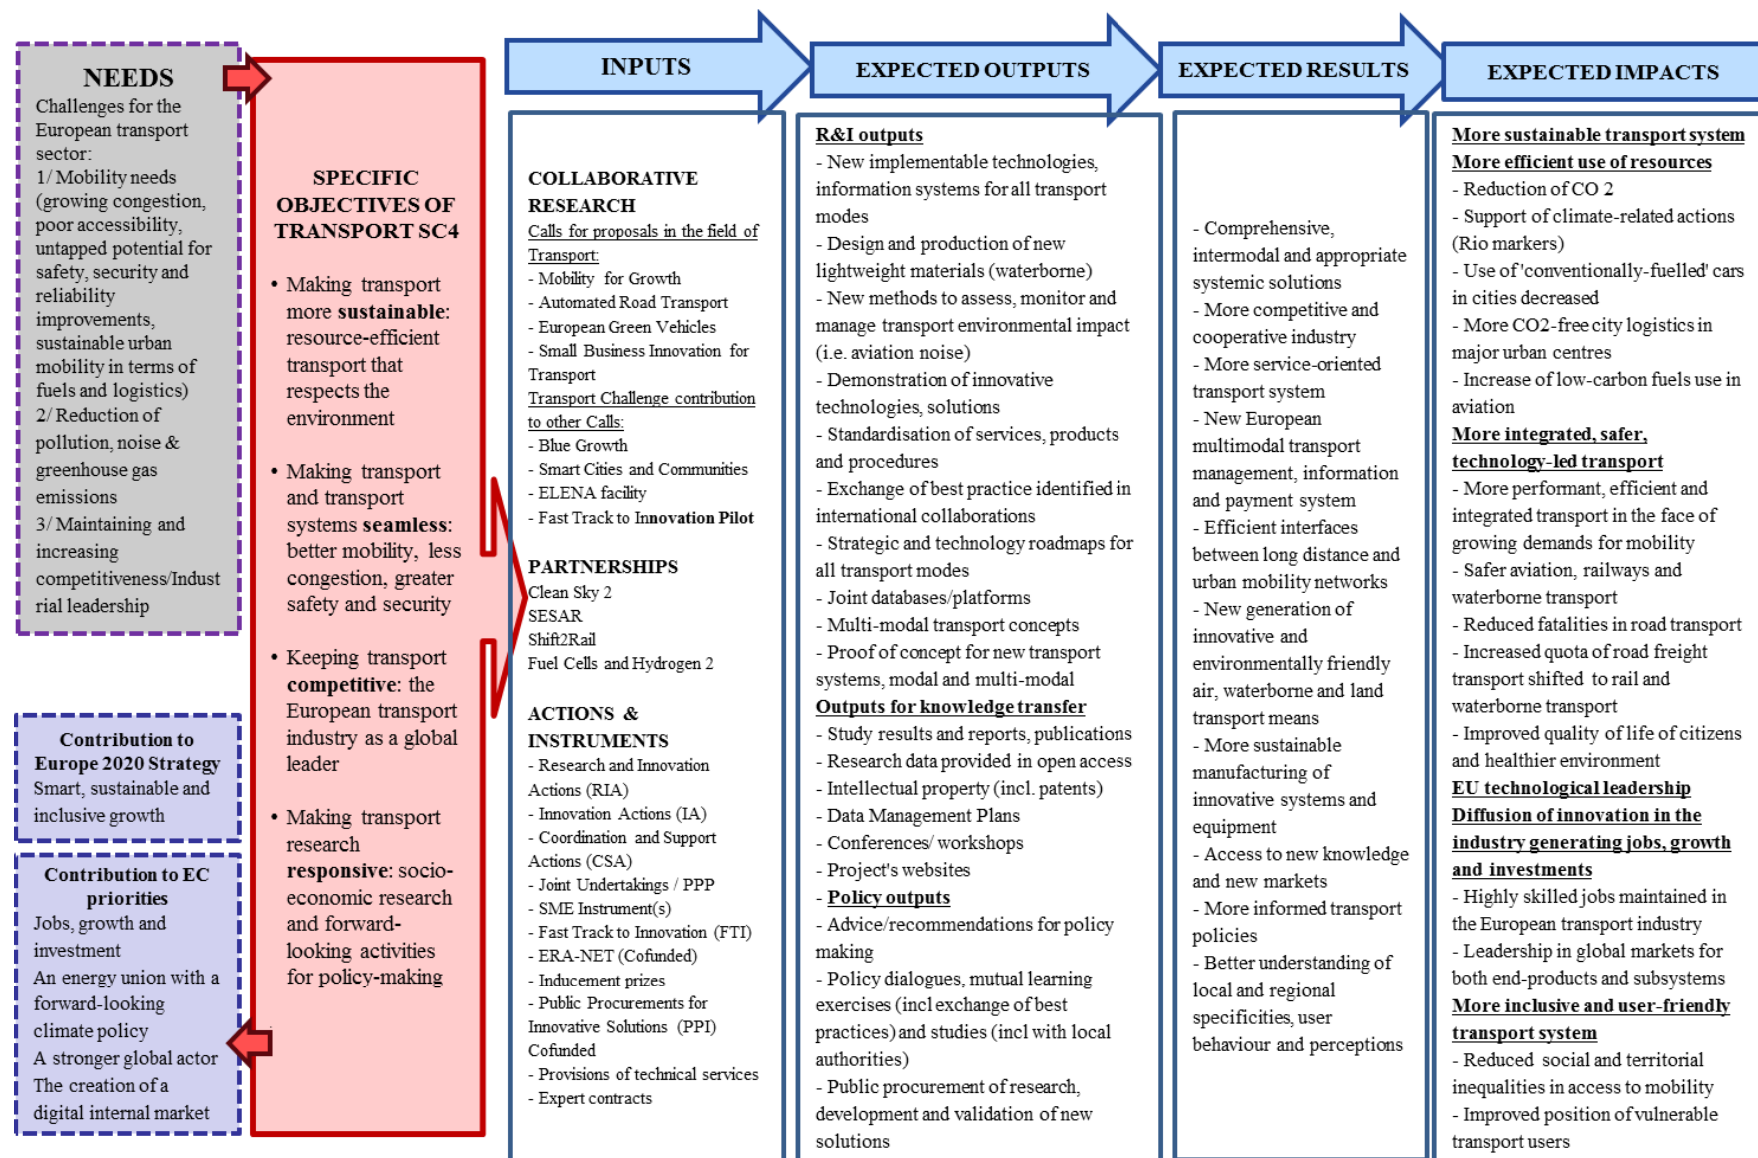 NEEDS
Challenges for the
European transport
sector:
1/ Mobility needs
(growing congestion,
poor accessibility,
untapped potential for
safety, security and
reliability
improvements,
sustainable urban
mobility in terms of
fuels and logistics)
2/ Reduction of
pollution, noise &
greenhouse gas
emissions
3/ Maintaining and
increasing
competitiveness/Indust
rial leadership
Contribution to
Europe 2020 Strategy
Smart, sustainable and
inclusive growth
Contribution to EC
priorities
Jobs, growth and
investment
An energy union with a
forward-looking
climate policy
A stronger global actor
The creation of a
digital internal market
SPECIFIC
OBJECTIVES OF
TRANSPORT SC4
• Making transport
more sustainable:
resource-efficient
transport that
respects the
environment
• Making transport
and transport
systems seamless:
better mobility, less
congestion, greater
safety and security
• Keeping transport
competitive: the
European transport
industry as a global
leader
• Making transport
research
responsive: socio-
economic research
and forward-
looking activities
for policy-making
INPUTS
COLLABORATIVE
RESEARCH
Calls for proposals in the field of
Transport:
- Mobility for Growth
- Automated Road Transport
- European Green Vehicles
- Small Business Innovation for
Transport
Transport Challenge contribution
to other Calls:
- Blue Growth
- Smart Cities and Communities
- ELENA facility
- Fast Track to Innovation Pilot
PARTNERSHIPS
Clean Sky 2
SESAR
Shift2Rail
Fuel Cells and Hydrogen 2
ACTIONS &
INSTRUMENTS
- Research and Innovation
Actions (RIA)
- Innovation Actions (IA)
- Coordination and Support
Actions (CSA)
- Joint Undertakings / PPP
- SME Instrument(s)
- Fast Track to Innovation (FTI)
- ERA-NET (Cofunded)
- Inducement prizes
- Public Procurements for
Innovative Solutions (PPI)
Cofunded
- Provisions of technical services
- Expert contracts
EXPECTED OUTPUTS
R&I outputs
- New implementable technologies,
information systems for all transport
modes
- Design and production of new
lightweight materials (waterborne)
- New methods to assess, monitor and
manage transport environmental impact
(i.e. aviation noise)
- Demonstration of innovative
technologies, solutions
- Standardisation of services, products
and procedures
- Exchange of best practice identified in
international collaborations
- Strategic and technology roadmaps for
all transport modes
- Joint databases/platforms
- Multi-modal transport concepts
- Proof of concept for new transport
systems, modal and multi-modal
Outputs for knowledge transfer
- Study results and reports, publications
- Research data provided in open access
- Intellectual property (incl. patents)
- Data Management Plans
- Conferences/ workshops
- Project's websites
- Policy outputs
- Advice/recommendations for policy
making
- Policy dialogues, mutual learning
exercises (incl exchange of best
practices) and studies (incl with local
authorities)
- Public procurement of research,
development and validation of new
solutions
EXPECTED RESULTS
- Comprehensive,
intermodal and appropriate
systemic solutions
- More competitive and
cooperative industry
- More service-oriented
transport system
- New European
multimodal transport
management, information
and payment system
- Efficient interfaces
between long distance and
urban mobility networks
- New generation of
innovative and
environmentally friendly
air, waterborne and land
transport means
- More sustainable
manufacturing of
innovative systems and
equipment
- Access to new knowledge
and new markets
- More informed transport
policies
- Better understanding of
local and regional
specificities, user
behaviour and perceptions
EXPECTED IMPACTS
More sustainable transport system
More efficient use of resources
- Reduction of CO 2
- Support of climate-related actions
(Rio markers)
- Use of 'conventionally-fuelled' cars
in cities decreased
- More CO2-free city logistics in
major urban centres
- Increase of low-carbon fuels use in
aviation
More integrated, safer,
technology-led transport
- More performant, efficient and
integrated transport in the face of
growing demands for mobility
- Safer aviation, railways and
waterborne transport
- Reduced fatalities in road transport
- Increased quota of road freight
transport shifted to rail and
waterborne transport
- Improved quality of life of citizens
and healthier environment
EU technological leadership
Diffusion of innovation in the
industry generating jobs, growth
and investments
- Highly skilled jobs maintained in
the European transport industry
- Leadership in global markets for
both end-products and subsystems
More inclusive and user-friendly
transport system
- Reduced social and territorial
inequalities in access to mobility
- Improved position of vulnerable
transport users